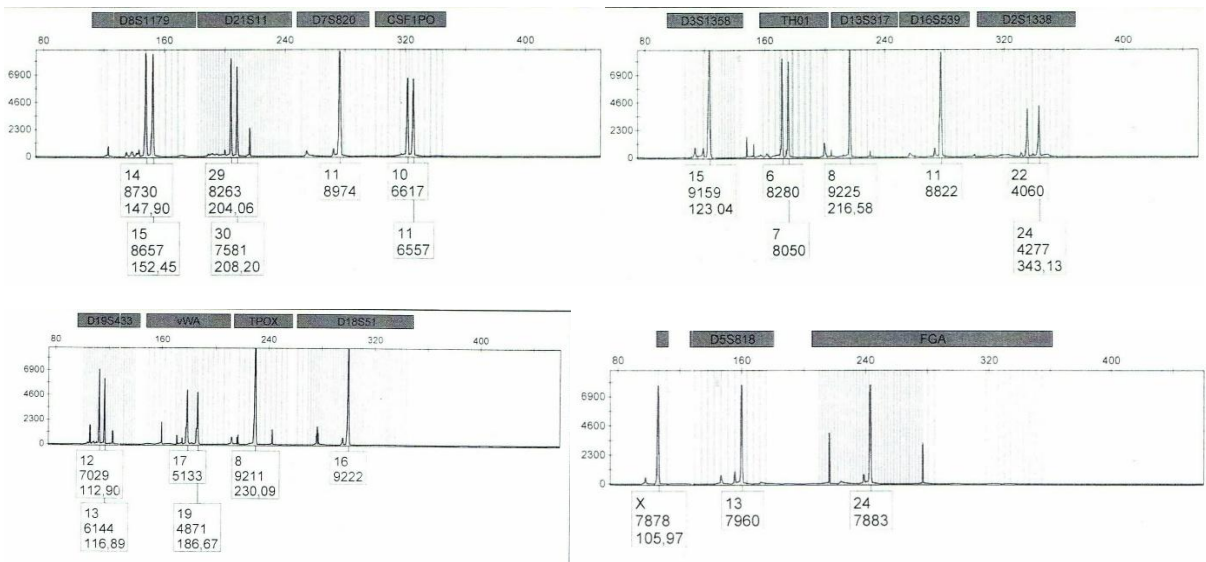 D8S1179 D21S11 D7S820 CSF1PO
80 160 240 320 400
6900
4600
2300
0
14 29 11 10
8730 8263 8974 6617
147,90 204,06
15 30 11
8657 7581 6557
152,45 208,20
D3S1358 TH01 D13S317 D16S539 D2S1338
80 160 240 320 400
6900
4600
2300
0
15 6 8 11 22
9159 8280 9225 8822 4060
123 04 216,58
7 24
8050 4277
343,13
D19S433 vWA TPOX D18S51
80 160 240 320 400
6900
4600
2300
0
12 17 8 16
7029 5133 9211 9222
112,90 230,09
13 19
6144 4871
116,89 186,67
D5S818 FGA
80 160 240 320 400
6900
4600
2300
0
X 13 24
7878 7960 7883
105,97